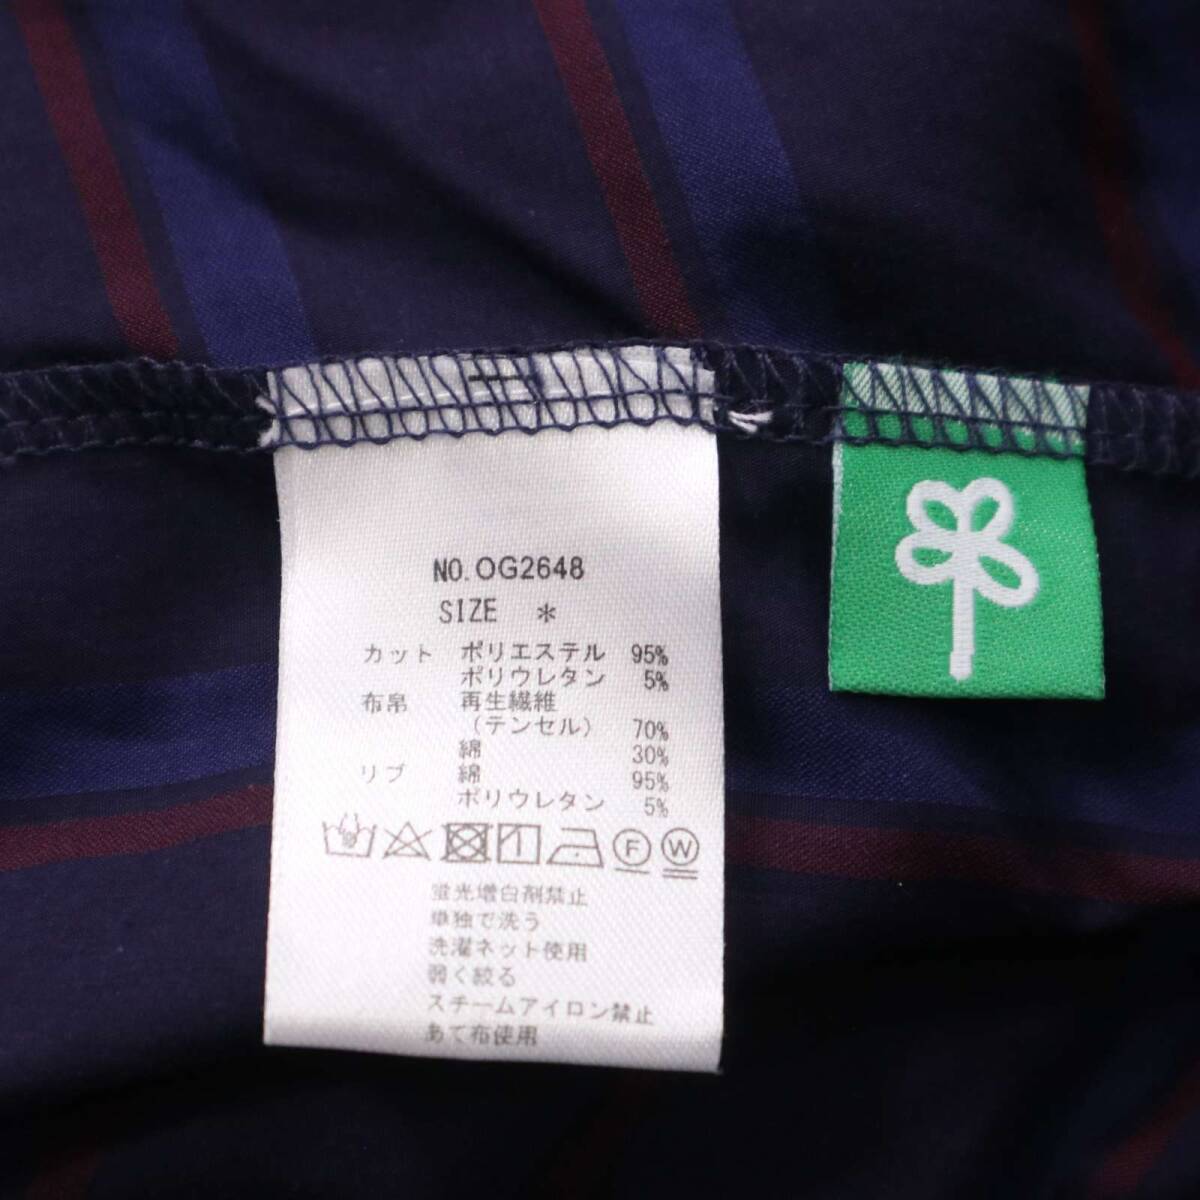 NO. OG2648
SIZE *
カット ポリエステル 95%
ポリウレタン 5%
布帛 再生繊維
(テンセル) 70%
綿 30%
リブ 綿 95%
ポリウレタン 5%
F W
蛍光増白剤禁止
単独で洗う
洗濯ネット使用
弱く絞る
スチームアイロン禁止
あて布使用